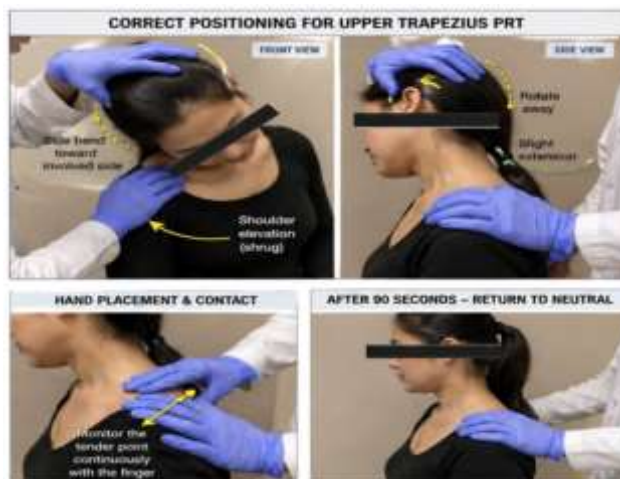 CORRECT POSITIONING FOR UPPER TRAPEZIUS PRT
FRONT VIEW
Side bend
toward
involved side
Shoulder
elevation
(shrug)
SIDE VIEW
Rotate
away
Slight
extension
HAND PLACEMENT & CONTACT
Monitor the
tender point
continuously
with the finger
AFTER 90 SECONDS – RETURN TO NEUTRAL